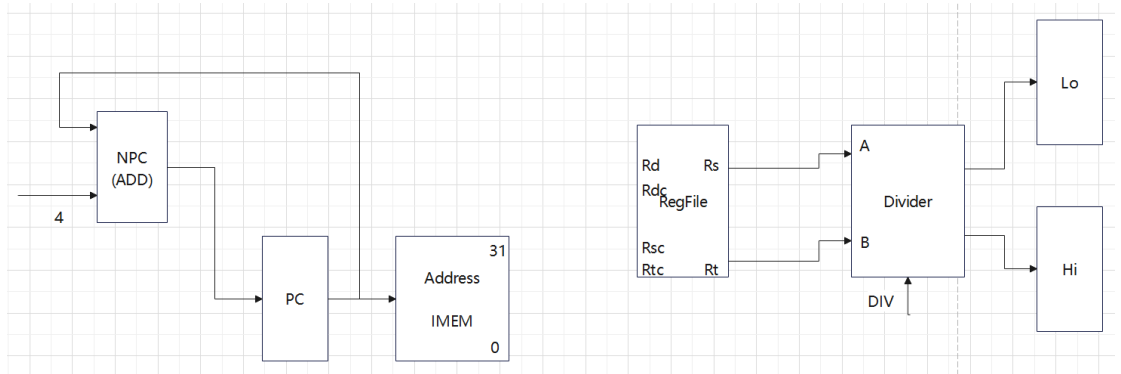 NPC
(ADD)
4
PC
31
Address
IMEM
0
Rd
Rs
Rdc
RegFile
Rsc
Rtc
Rt
A
Divider
B
DIV
Lo
Hi